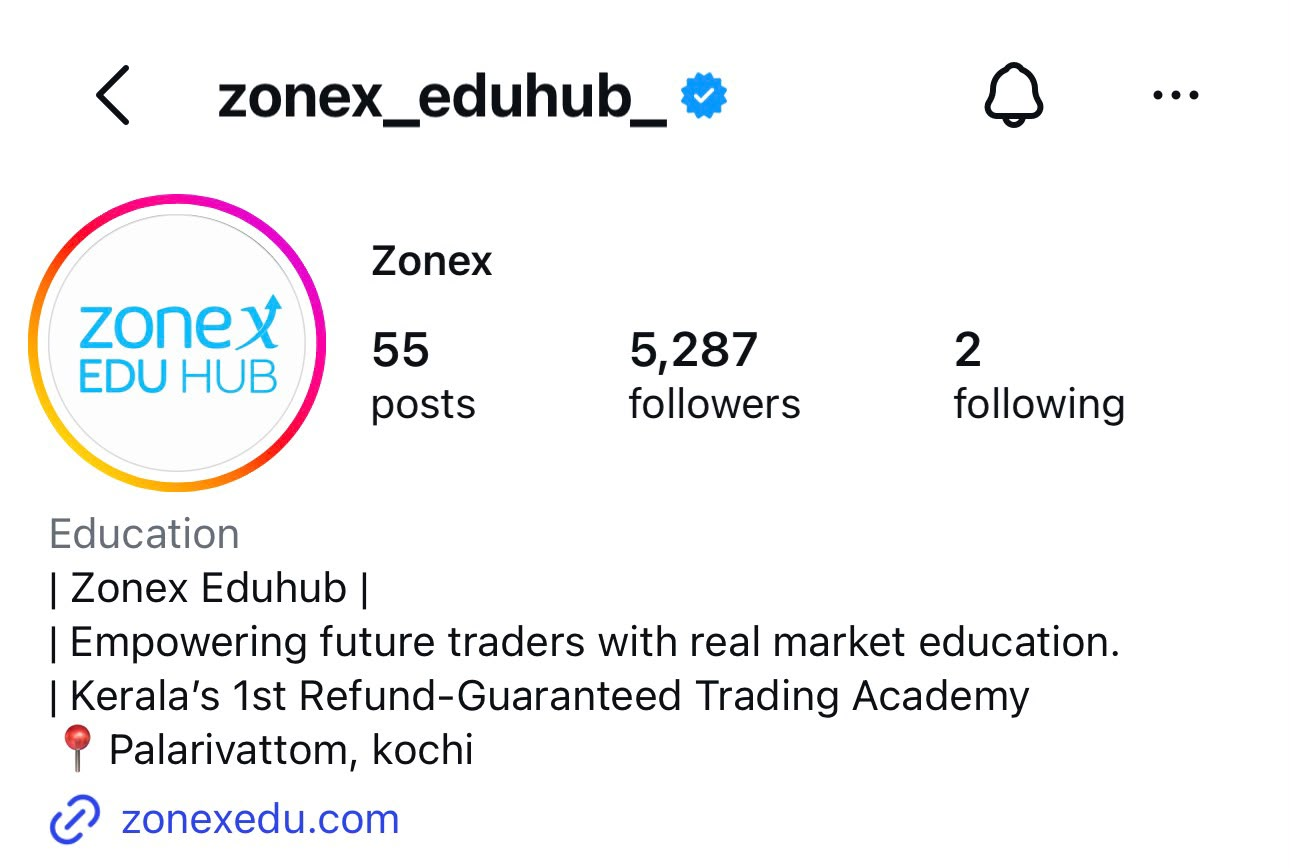 zonex_eduhub_
zonex
EDU HUB
Zonex
55 5,287 2
posts followers following
Education
| Zonex Eduhub |
| Empowering future traders with real market education.
| Kerala’s 1st Refund-Guaranteed Trading Academy
📍 Palarivattom, kochi
zonexedu.com